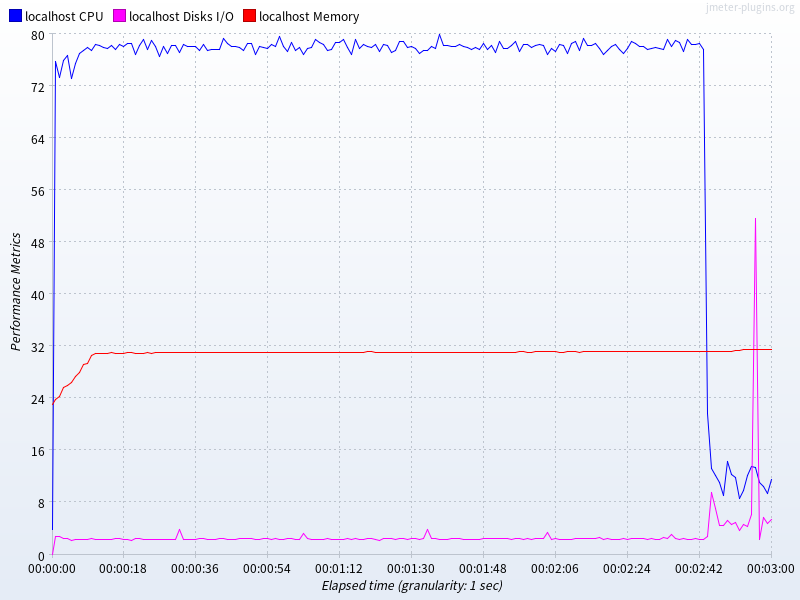 jmeter-plugins.org
localhost CPU localhost Disks I/O localhost Memory
80
72
64
56
48
40
32
24
16
8
0
Performance Metrics
00:00:00 00:00:18 00:00:36 00:00:54 00:01:12 00:01:30 00:01:48 00:02:06 00:02:24 00:02:42 00:03:00
Elapsed time (granularity: 1 sec)